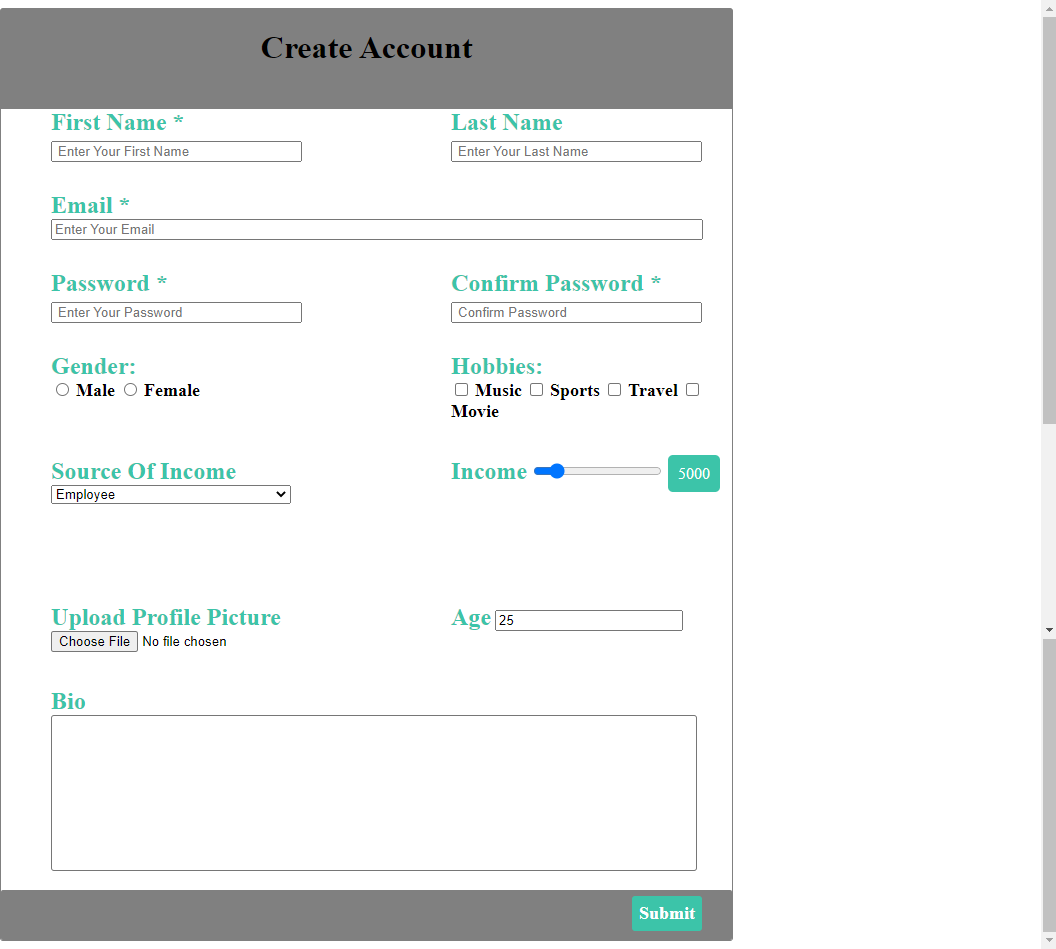 Create Account
First Name * Last Name
Enter Your First Name Enter Your Last Name
Email *
Enter Your Email
Password * Confirm Password *
Enter Your Password Confirm Password
Gender: Hobbies:
Male Female Music Sports Travel
Movie
Source Of Income Income 5000
Employee
Upload Profile Picture Age 25
Choose File No file chosen
Bio
Submit